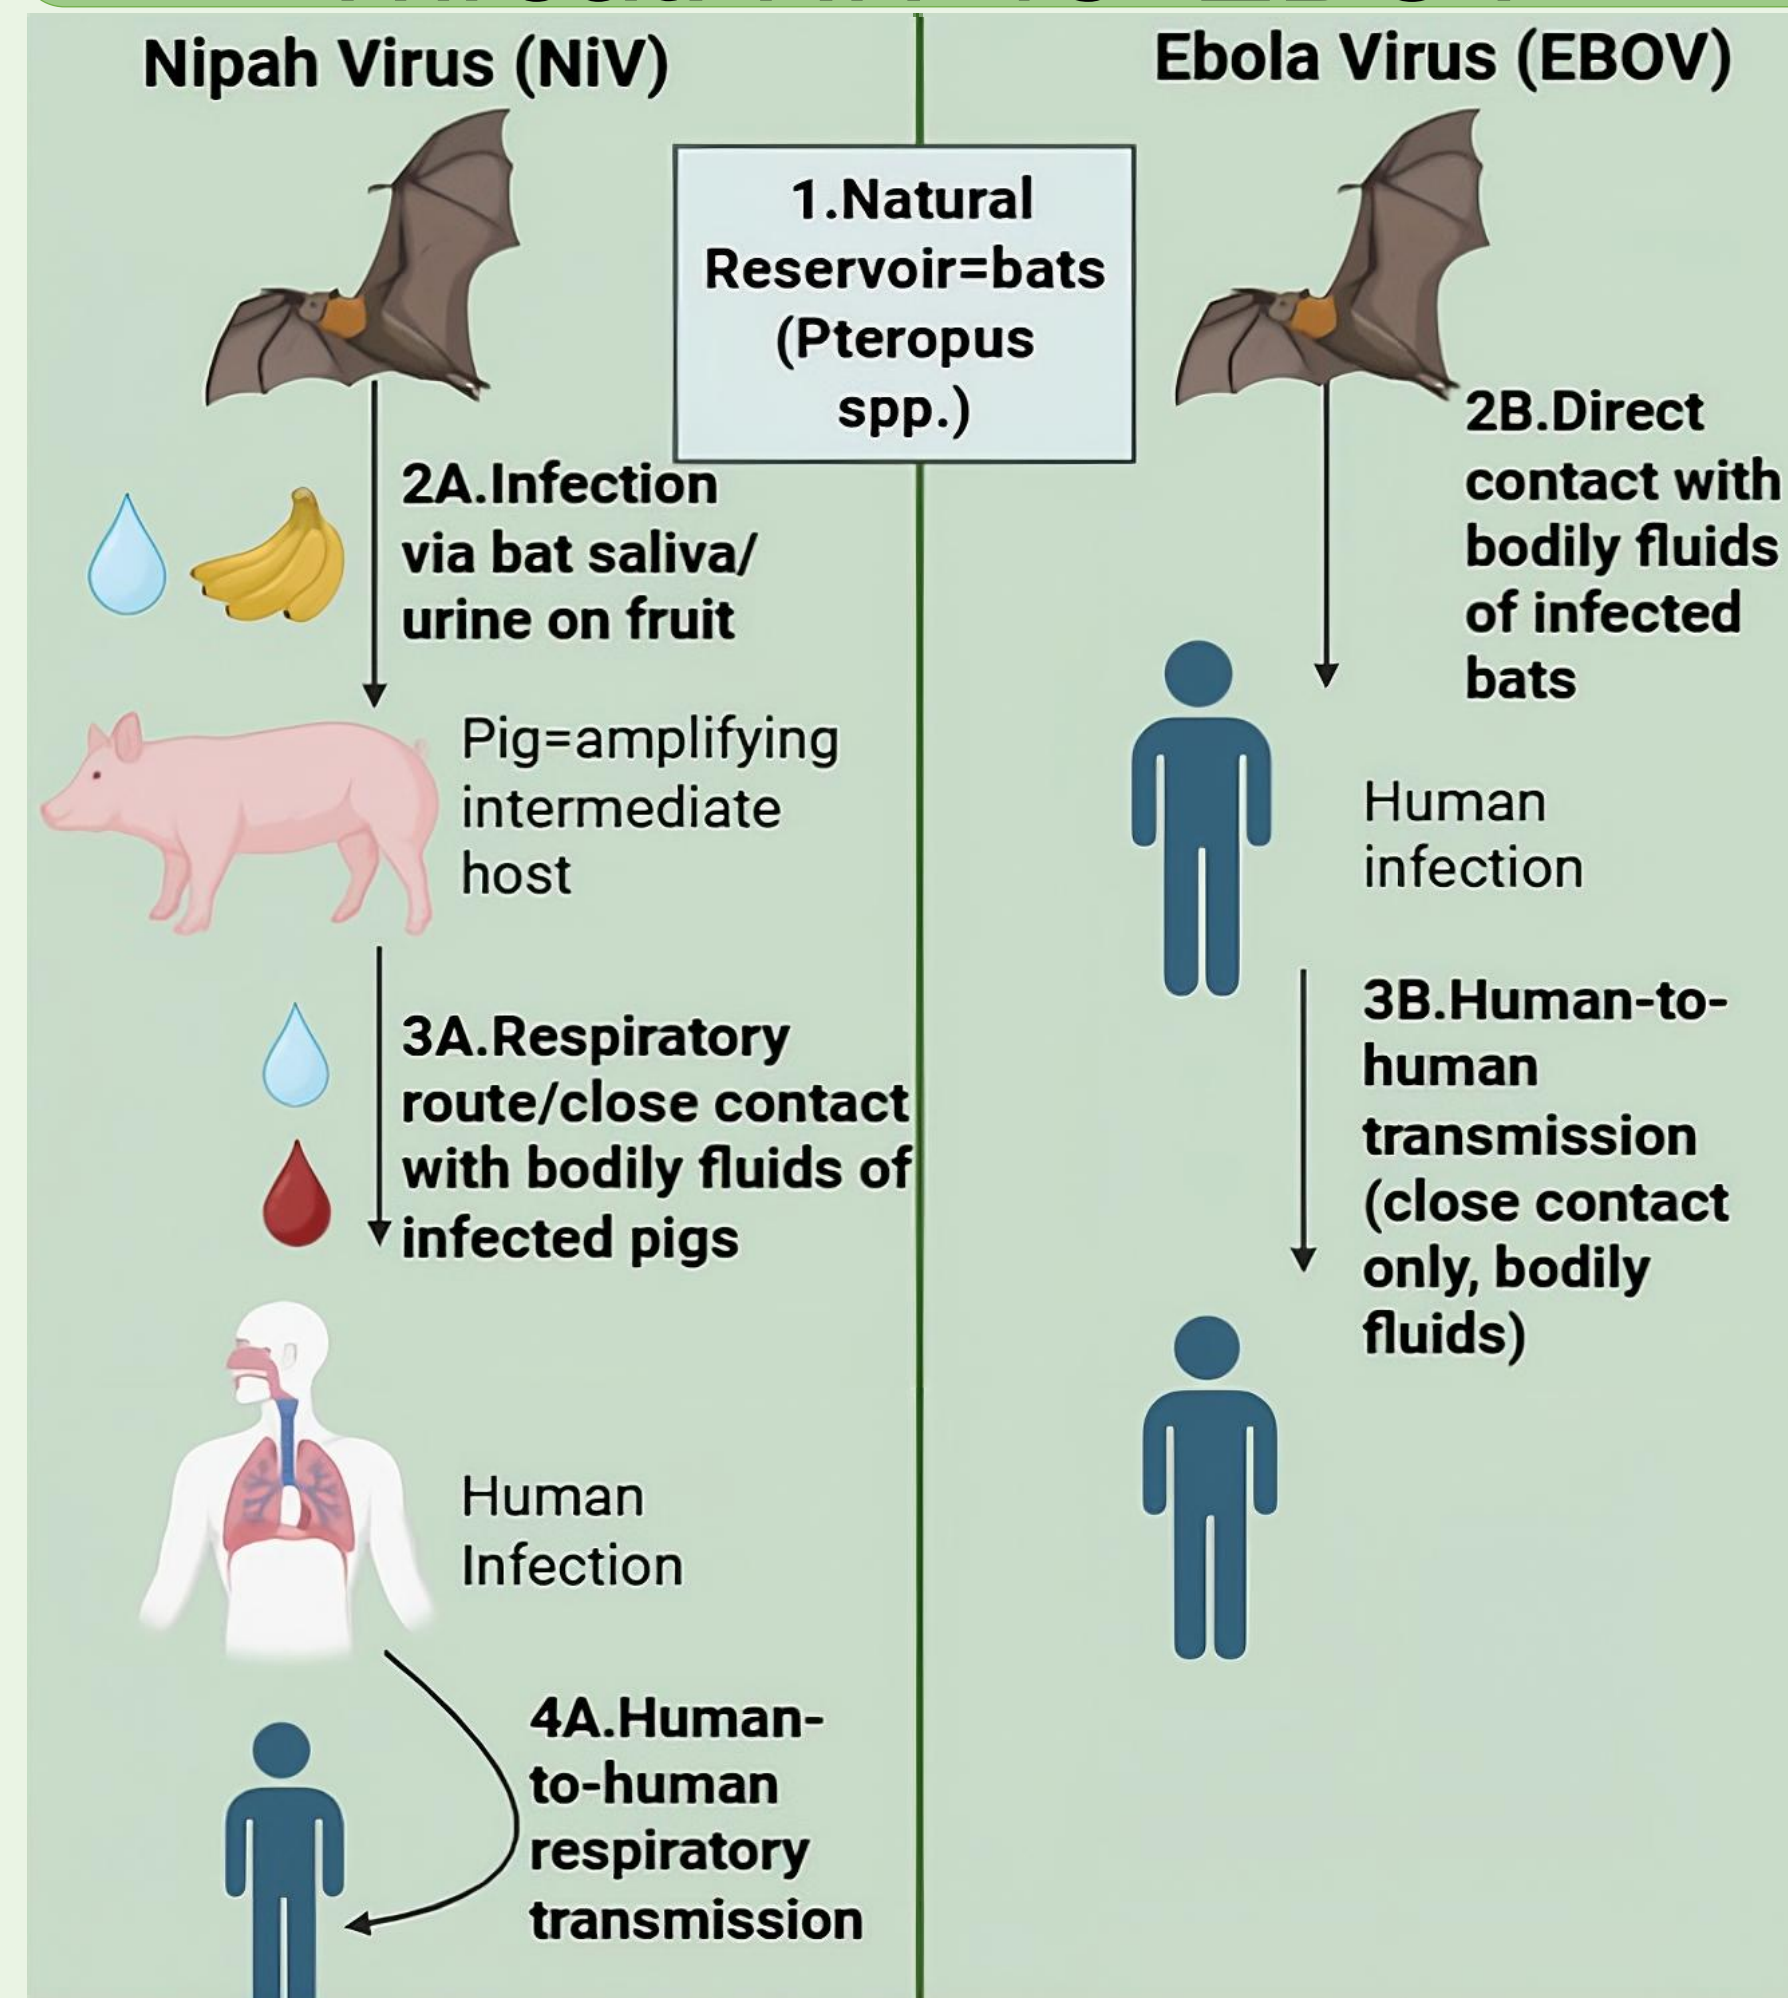 Nipah Virus (NiV)
Ebola Virus (EBOV)
1.Natural
Reservoir=bats
(Pteropus
spp.)
2A.Infection
via bat saliva/
urine on fruit
Pig=amplifying
intermediate
host
3A.Respiratory
route/close contact
with bodily fluids of
infected pigs
Human
Infection
4A.Human-
to-human
respiratory
transmission
2B.Direct
contact with
bodily fluids
of infected
bats
Human
infection
3B.Human-to-
human
transmission
(close contact
only, bodily
fluids)